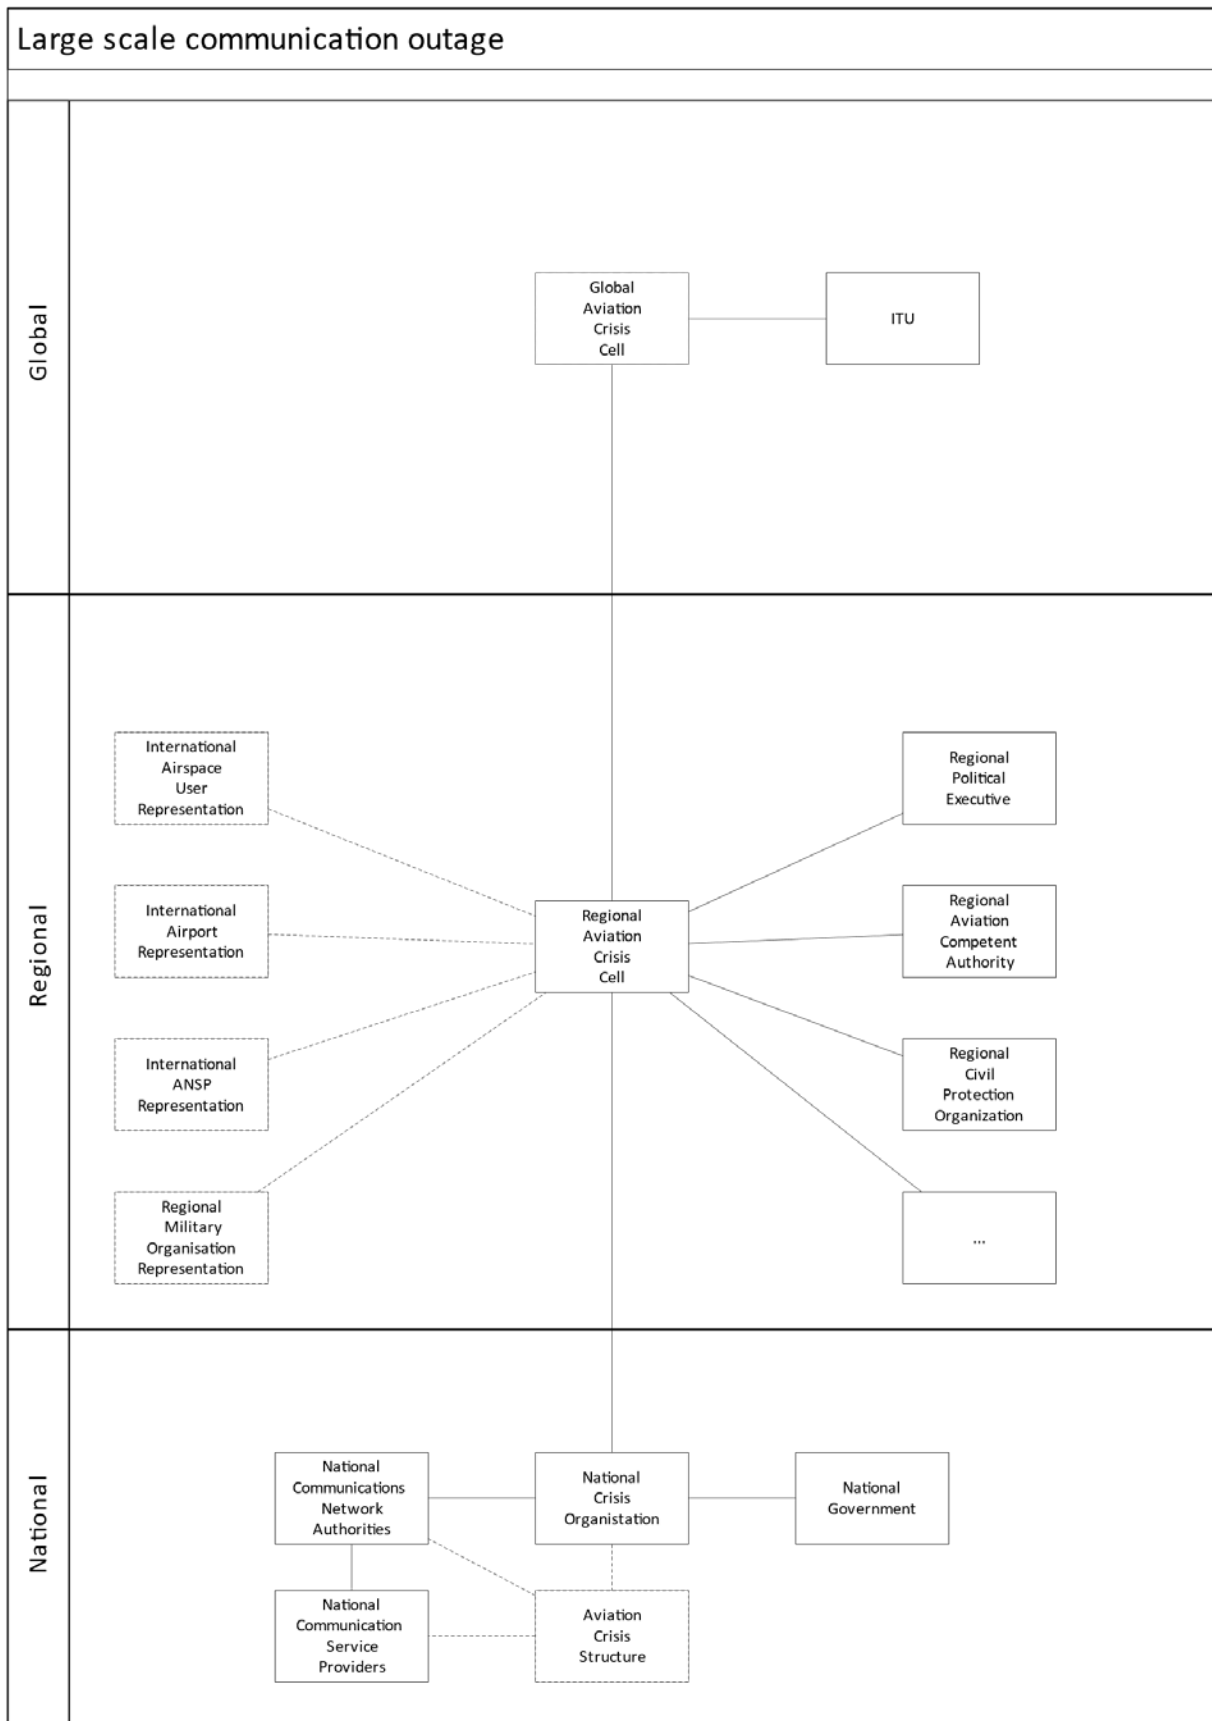 Large scale communication outage
Global
Global
Aviation
Crisis
Cell
ITU
Regional
International
Airspace
User
Representation
Regional
Political
Executive
International
Airport
Representation
Regional
Aviation
Crisis
Cell
Regional
Aviation
Competent
Authority
International
ANSP
Representation
Regional
Civil
Protection
Organization
Regional
Military
Organisation
Representation
...
National
National
Communications
Network
Authorities
National
Crisis
Organistation
National
Government
National
Communication
Service
Providers
Aviation
Crisis
Structure